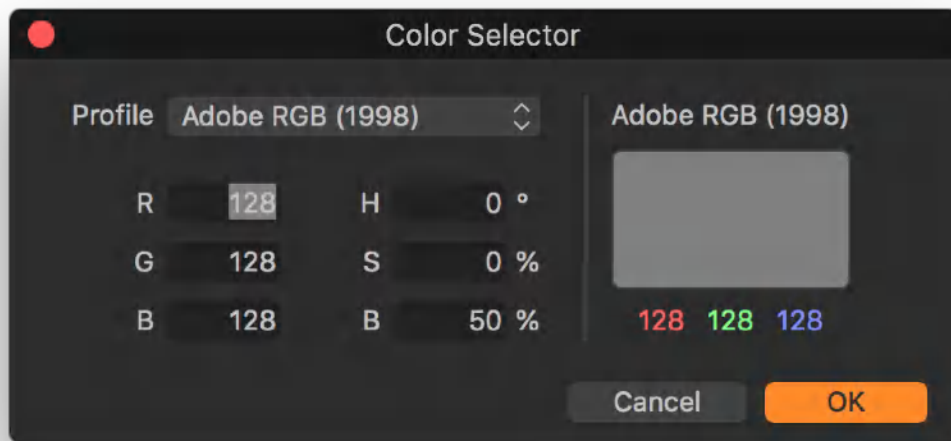 Color Selector
Profile Adobe RGB (1998) Adobe RGB (1998)
R 128 H 0 °
G 128 S 0 %
B 128 B 50 % 128 128 128
Cancel OK